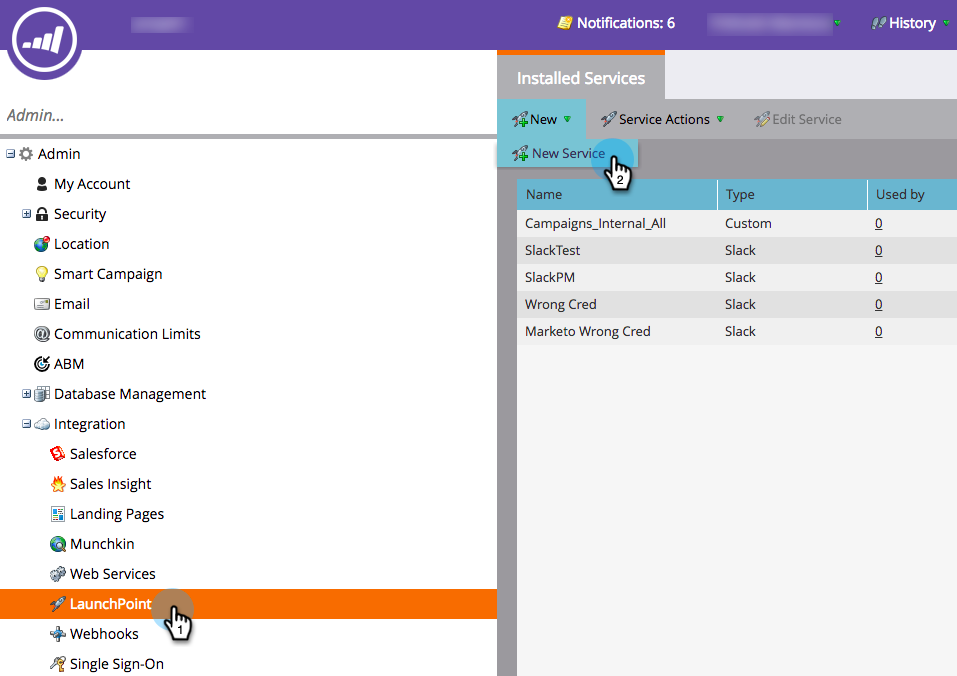 Notifications: 6
History
Admin...
Admin
My Account
Security
Location
Smart Campaign
Email
Communication Limits
ABM
Database Management
Integration
Salesforce
Sales Insight
Landing Pages
Munchkin
Web Services
LaunchPoint
1
Webhooks
Single Sign-On
Installed Services
New Service Actions Edit Service
New Service
2
Name Type Used by
Campaigns_Internal_All Custom 0
SlackTest Slack 0
SlackPM Slack 0
Wrong Cred Slack 0
Marketo Wrong Cred Slack 0